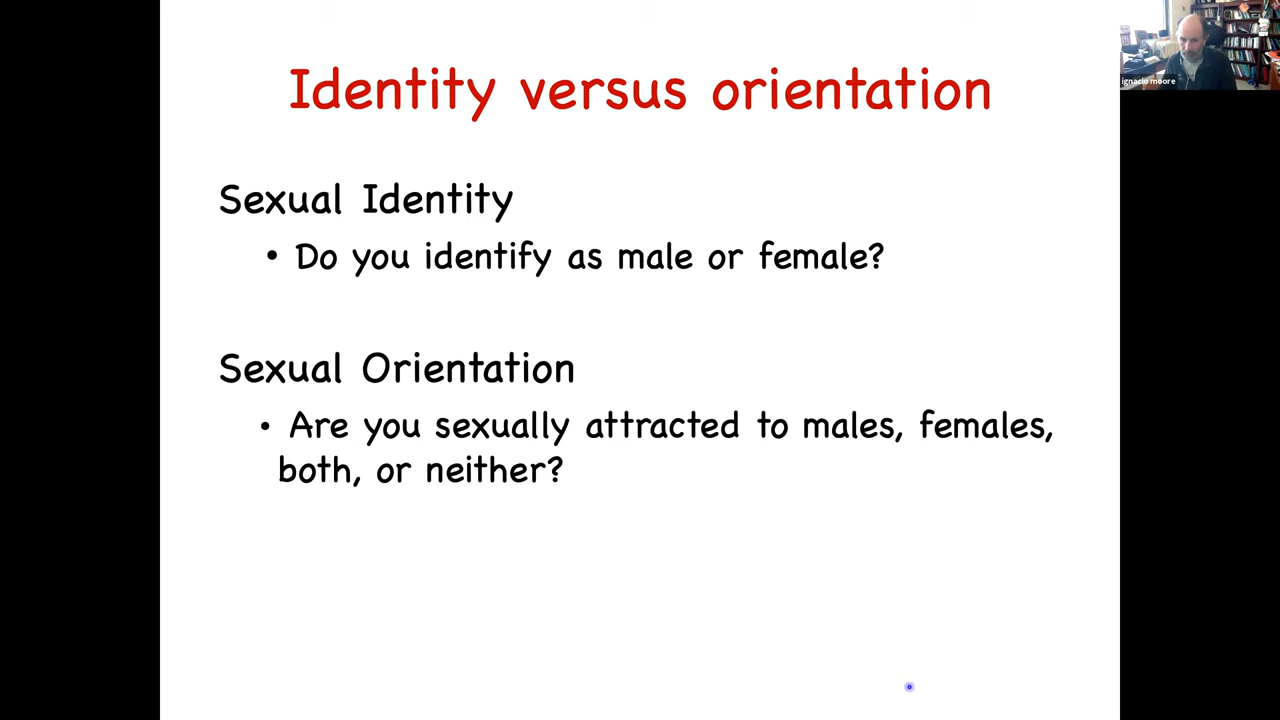 Identity versus orientation
ignacio moore
Sexual Identity
• Do you identify as male or female?
Sexual Orientation
• Are you sexually attracted to males, females,
both, or neither?